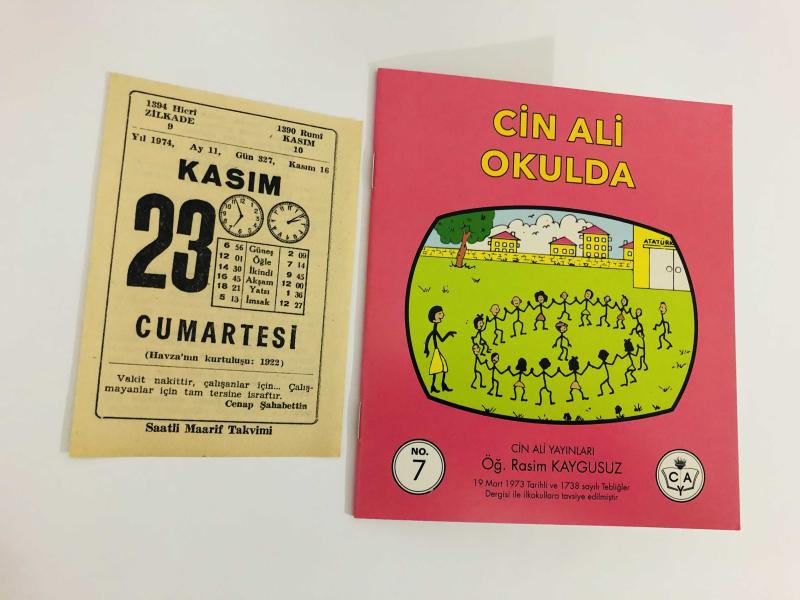 1394 Hicri
ZİLKADE
9
1390 Rumi
KASIM
10
Yıl 1974, Ay 11, Gün 327, Kasım 16
KASIM
23
6 56 Güneş 2 09
12 01 Öğle 7 14
14 30 İkindi 9 45
16 45 Akşam 12 00
18 21 Yatsı 1 36
5 13 İmsak 12 27
CUMARTESİ
(Havza'nın kurtuluşu: 1922)
Vakit nakittir, çalışanlar için... Çalış-
mayanlar için tam tersine israftır.
Cenap Şahabettin
Saatli Maarif Takvimi
CİN ALİ
OKULDA
ATATÜRK
NO.
7
CİN ALİ YAYINLARI
Öğ. Rasim KAYGUSUZ
19 Mart 1973 Tarihli ve 1738 sayılı Tebliğler
Dergisi ile ilkokullara tavsiye edilmiştir
C A
Y